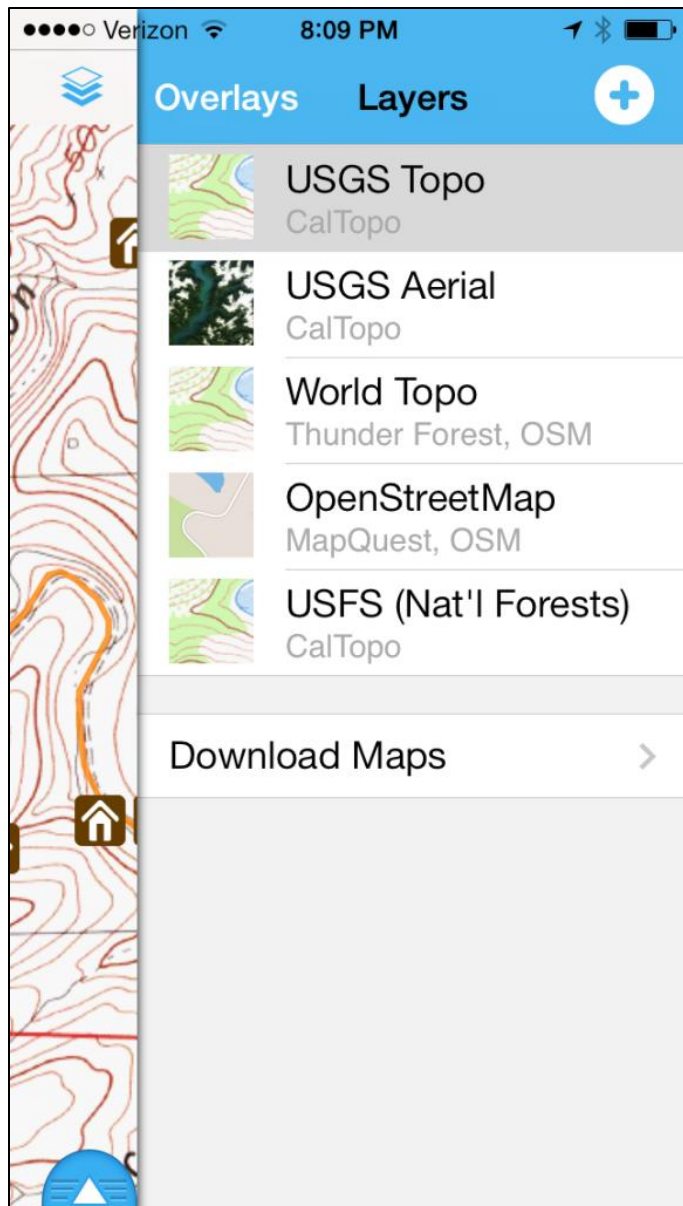 Verizon 8:09 PM
Overlays Layers
USGS Topo
CalTopo
USGS Aerial
CalTopo
World Topo
Thunder Forest, OSM
OpenStreetMap
MapQuest, OSM
USFS (Nat'l Forests)
CalTopo
Download Maps